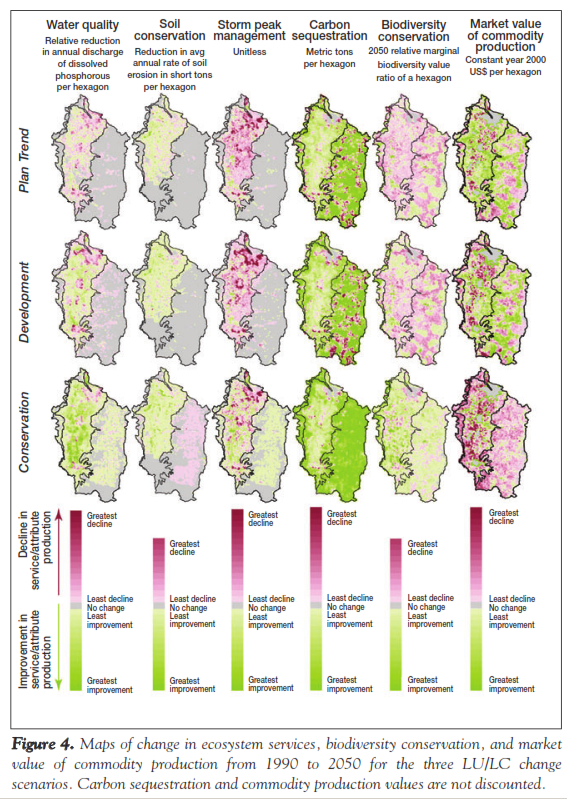 Water quality
Relative reduction
in annual discharge
of dissolved
phosphorous
per hexagon
Soil
conservation
Reduction in avg
annual rate of soil
erosion in short tons
per hexagon
Storm peak
management
Unitless
Carbon
sequestration
Metric tons
per hexagon
Biodiversity
conservation
2050 relative marginal
biodiversity value
ratio of a hexagon
Market value
of commodity
production
Constant year 2000
US$ per hexagon
Plan Trend
Development
Conservation
Decline in
service/attribute
production
Improvement in
service/attribute
production
Greatest
decline
Least decline
No change
Least
improvement
Greatest
improvement
Greatest
decline
Least decline
No change
Least
improvement
Greatest
improvement
Greatest
decline
Least decline
No change
Least
improvement
Greatest
improvement
Greatest
decline
Least decline
No change
Least
improvement
Greatest
improvement
Greatest
decline
Least decline
No change
Least
improvement
Greatest
improvement
Greatest
decline
Least decline
No change
Least
improvement
Greatest
improvement
Figure 4. Maps of change in ecosystem services, biodiversity conservation, and market
value of commodity production from 1990 to 2050 for the three LU/LC change
scenarios. Carbon sequestration and commodity production values are not discounted.